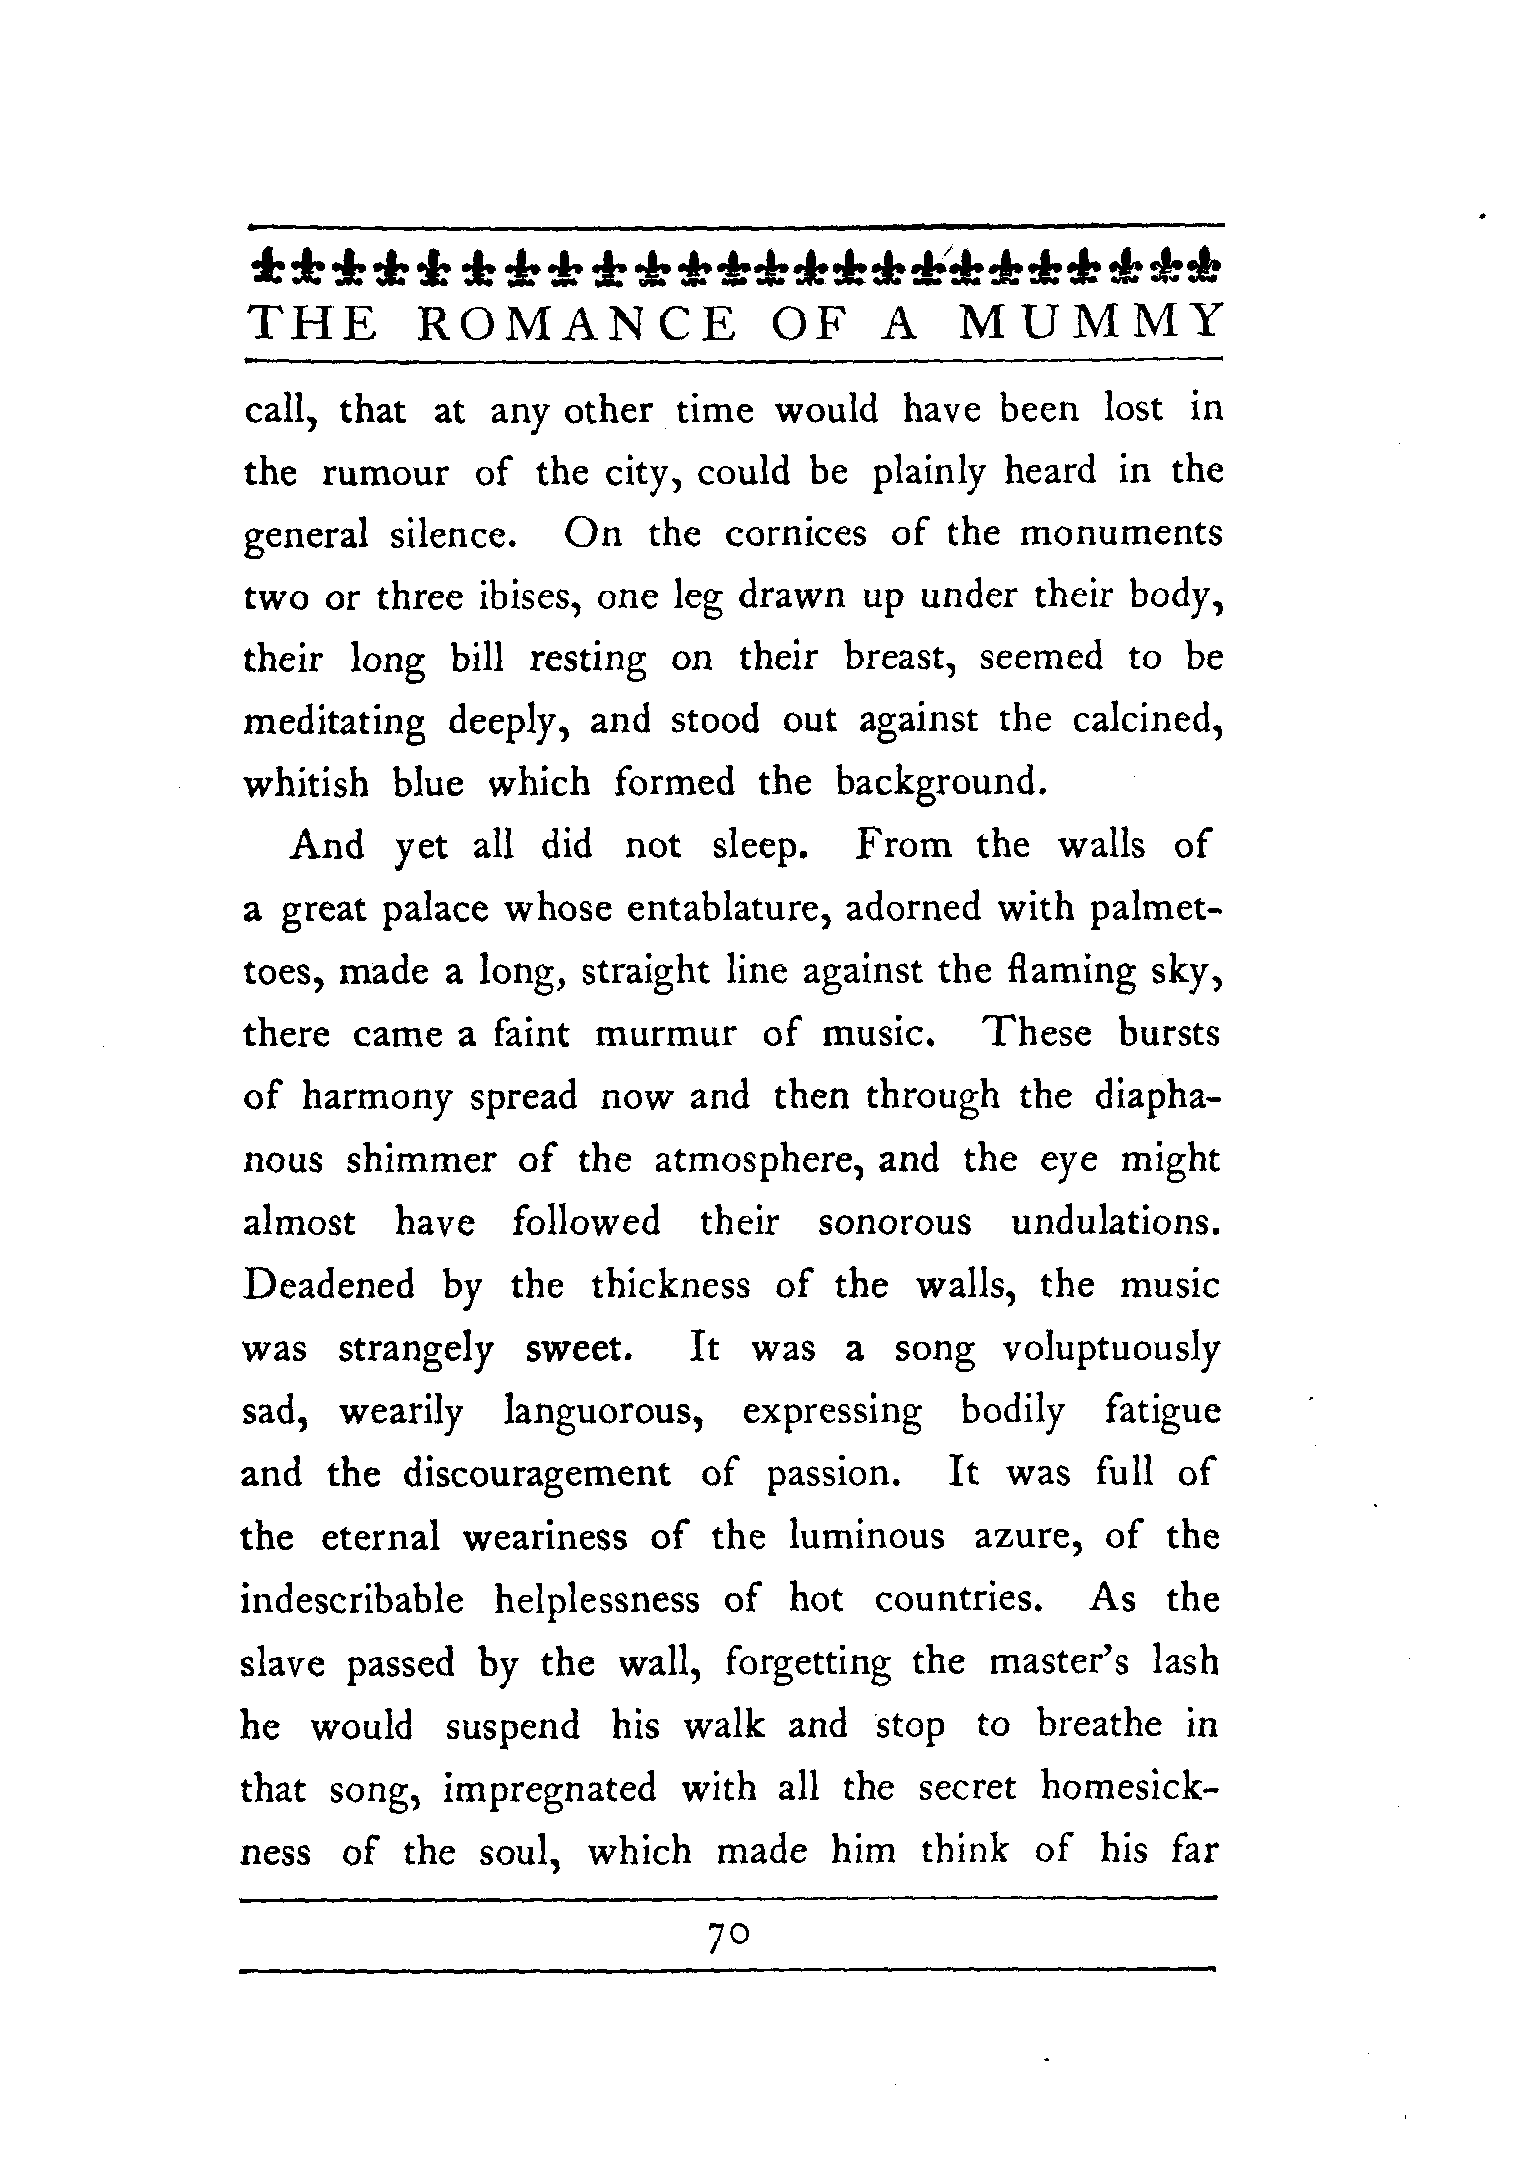 THE ROMANCE OF A MUMMY
call, that at any other time would have been lost in
the rumour of the city, could be plainly heard in the
general silence. On the cornices of the monuments
two or three ibises, one leg drawn up under their body,
their long bill resting on their breast, seemed to be
meditating deeply, and stood out against the calcined,
whitish blue which formed the background.
And yet all did not sleep. From the walls of
a great palace whose entablature, adorned with palmet-
toes, made a long, straight line against the flaming sky,
there came a faint murmur of music. These bursts
of harmony spread now and then through the diapha-
nous shimmer of the atmosphere, and the eye might
almost have followed their sonorous undulations.
Deadened by the thickness of the walls, the music
was strangely sweet. It was a song voluptuously
sad, wearily languorous, expressing bodily fatigue
and the discouragement of passion. It was full of
the eternal weariness of the luminous azure, of the
indescribable helplessness of hot countries. As the
slave passed by the wall, forgetting the master's lash
he would suspend his walk and stop to breathe in
that song, impregnated with all the secret homesick-
ness of the soul, which made him think of his far
70